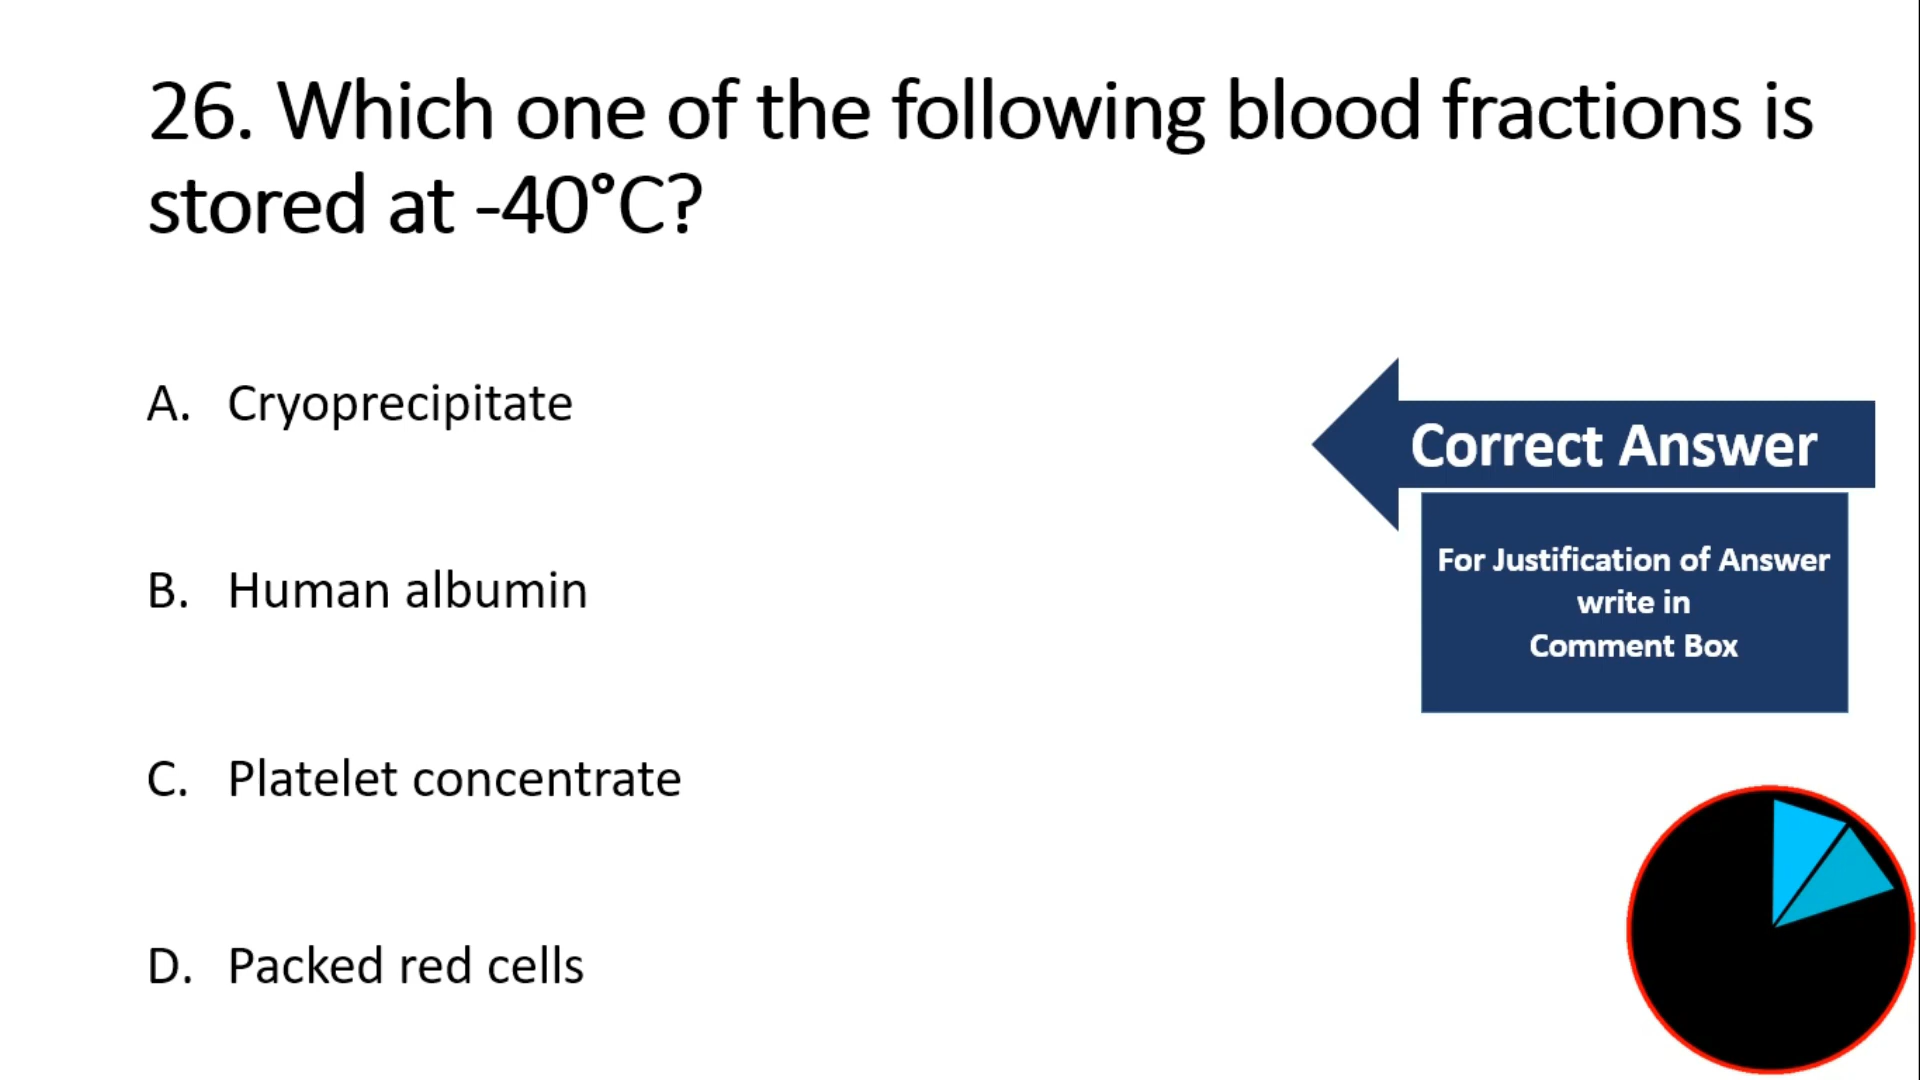 26. Which one of the following blood fractions is
stored at -40°C?
A. Cryoprecipitate
Correct Answer
For Justification of Answer
write in
Comment Box
B. Human albumin
C. Platelet concentrate
D. Packed red cells